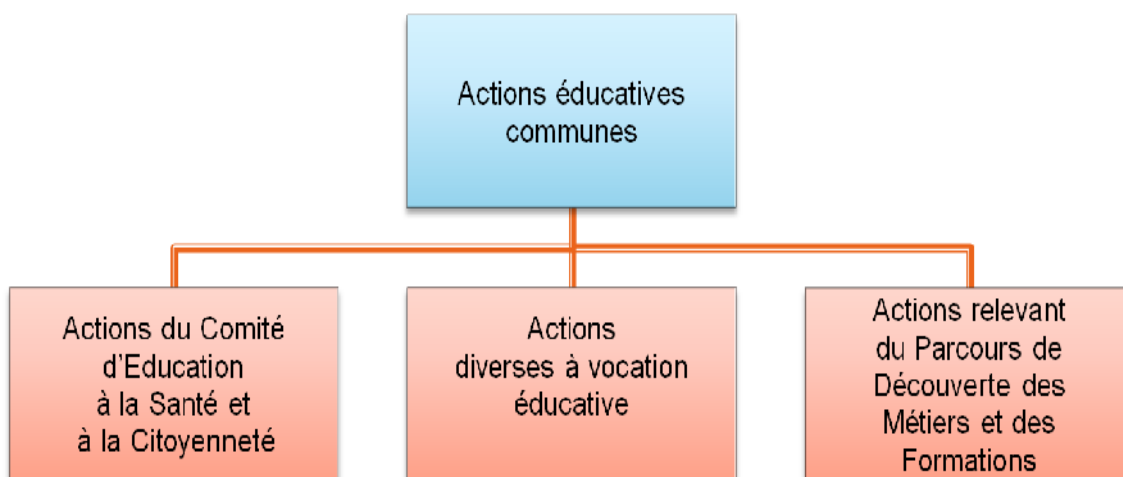 Actions éducatives
communes
Actions du Comité
d'Education
à la Santé et
à la Citoyenneté
Actions
diverses à vocation
éducative
Actions relevant
du Parcours de
Découverte des
Métiers et des
Formations